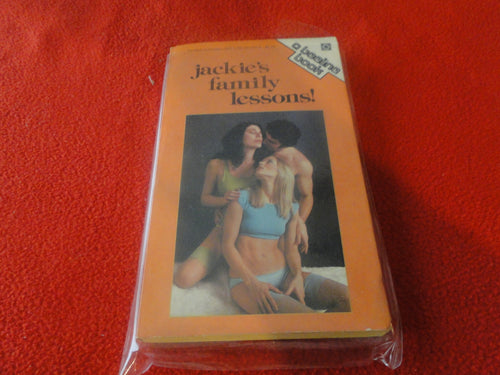 a beeline
book
jackie's
family
lessons!